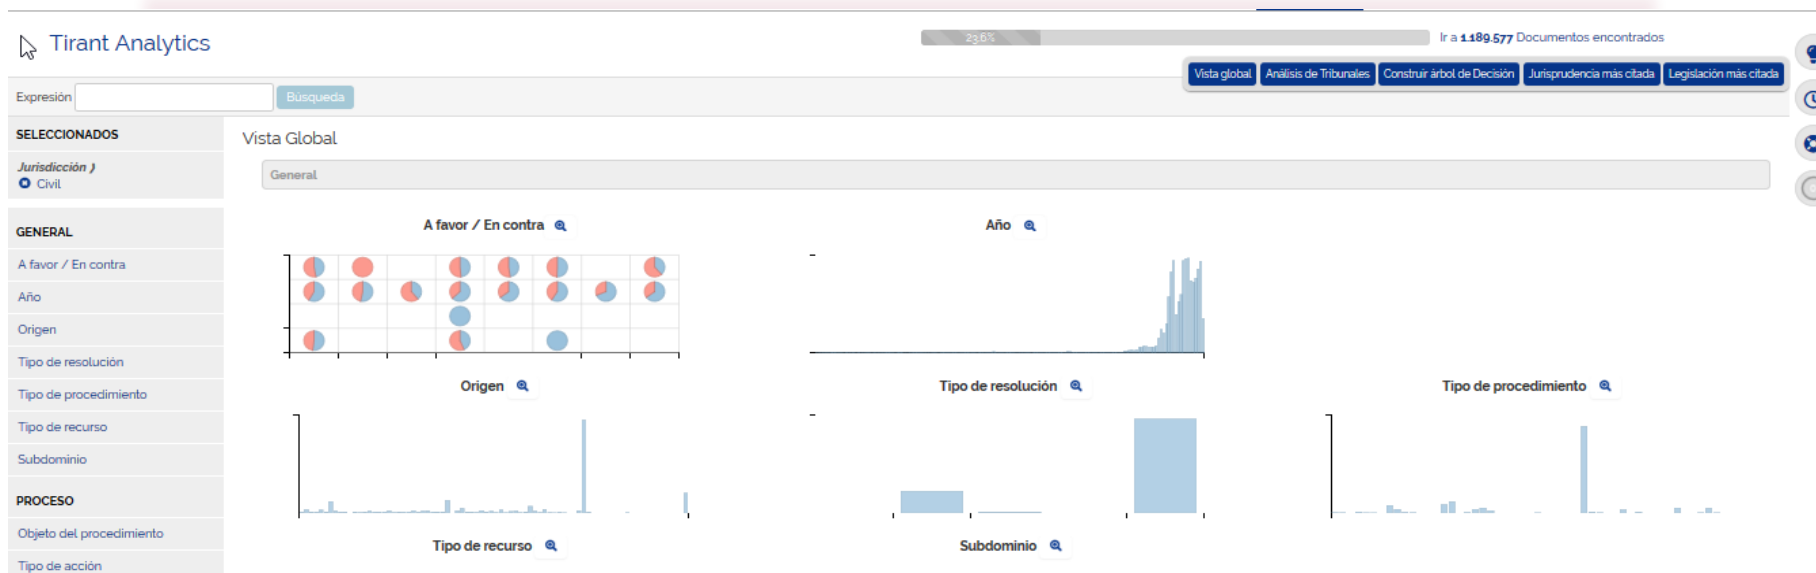 Tirant Analytics
23.6%
Ir a 1.189.577 Documentos encontrados
Vista global Análisis de Tribunales Construir árbol de Decisión Jurisprudencia más citada Legislación más citada
Expresión Búsqueda
SELECCIONADOS
Jurisdicción )
Civil
GENERAL
A favor / En contra
Año
Origen
Tipo de resolución
Tipo de procedimiento
Tipo de recurso
Subdominio
PROCESO
Objeto del procedimiento
Tipo de acción
Vista Global
General
A favor / En contra
Año
Origen
Tipo de resolución
Tipo de procedimiento
Tipo de recurso
Subdominio